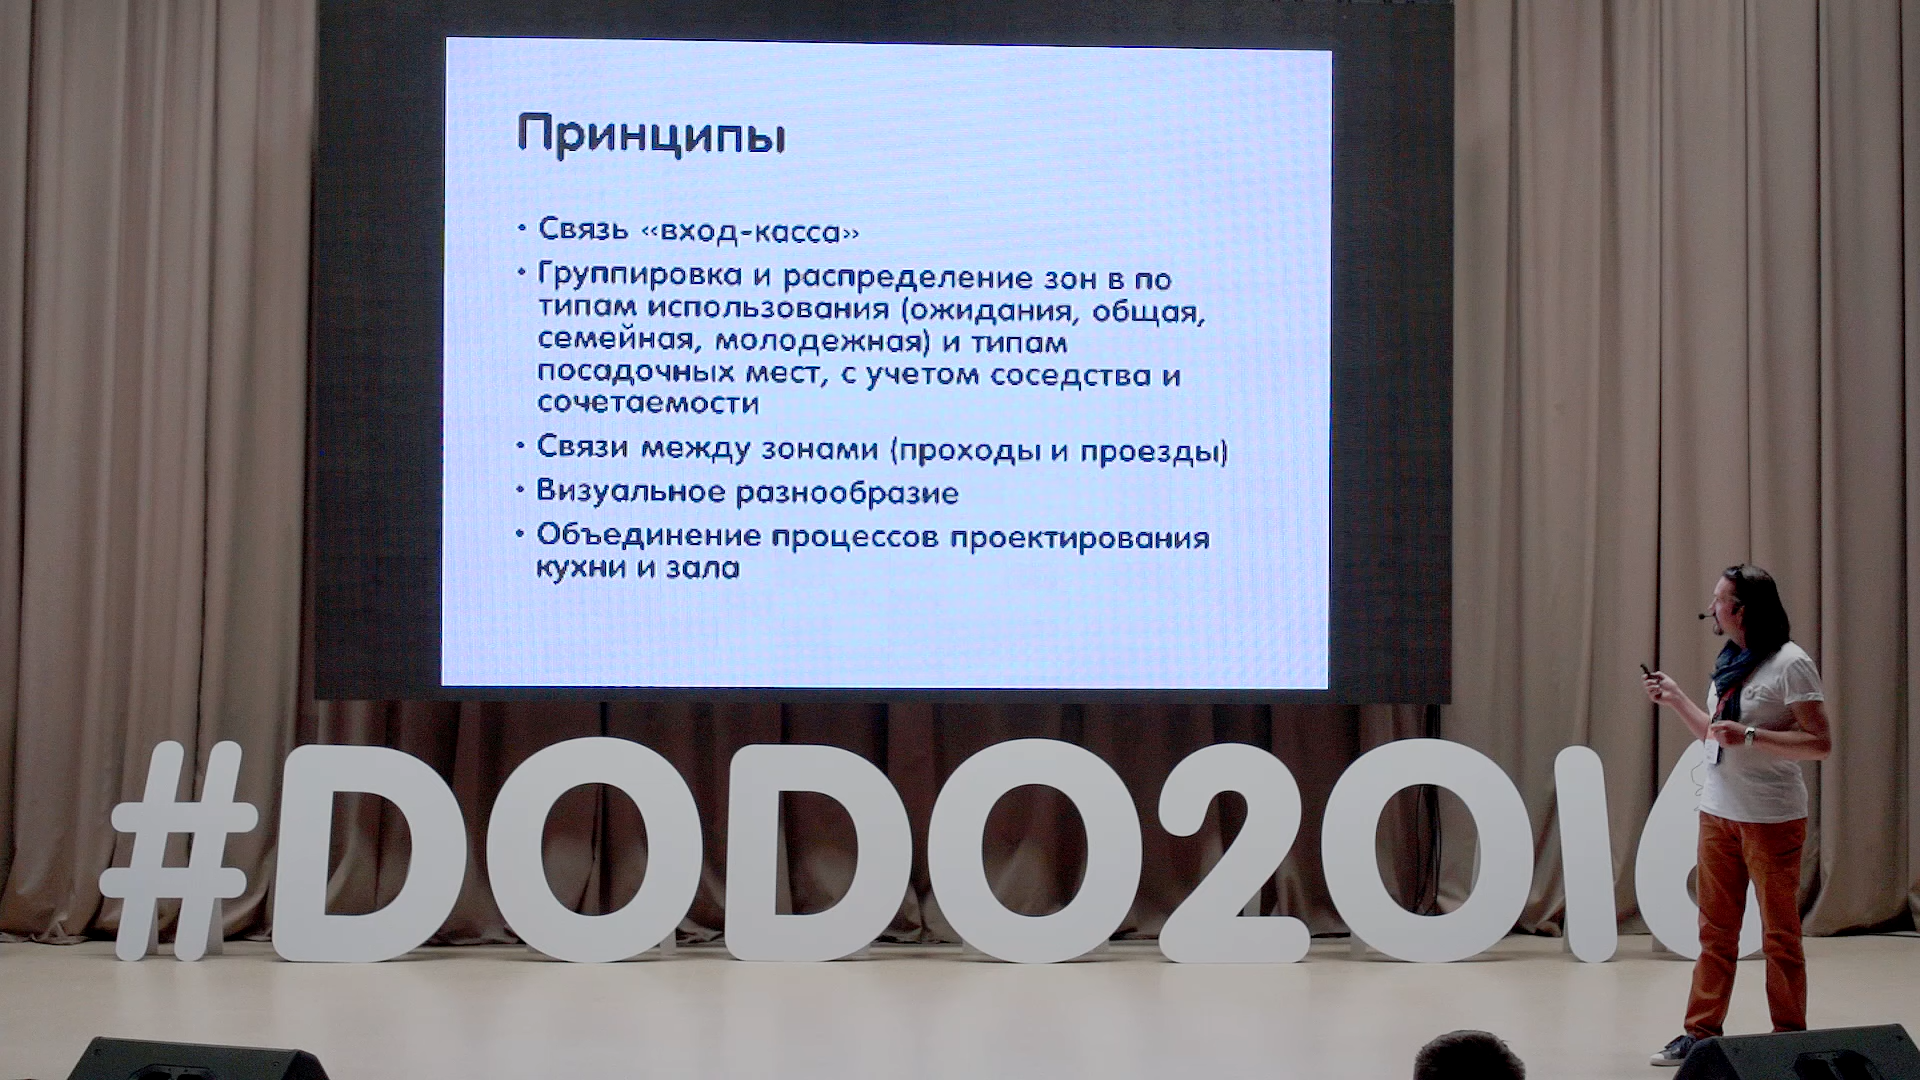 Принципы
• Связь «вход-касса»
• Группировка и распределение зон в по
типам использования (ожидания, общая,
семейная, молодежная) и типам
посадочных мест, с учетом соседства и
сочетаемости
• Связи между зонами (проходы и проезды)
• Визуальное разнообразие
• Объединение процессов проектирования
кухни и зала
#DODO2016